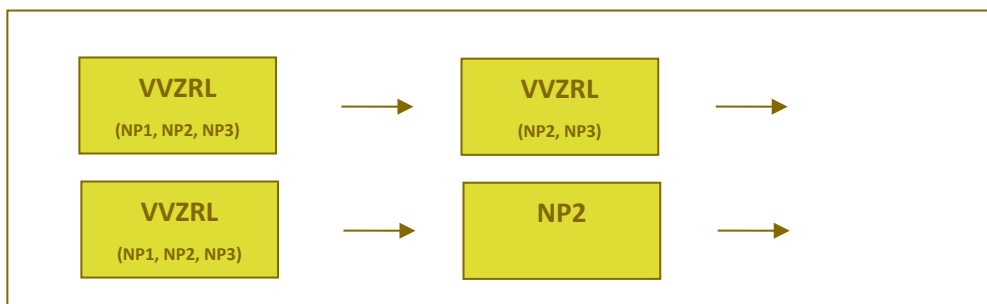 VVZRL
(NP1, NP2, NP3)
VVZRL
(NP2, NP3)
VVZRL
(NP1, NP2, NP3)
NP2